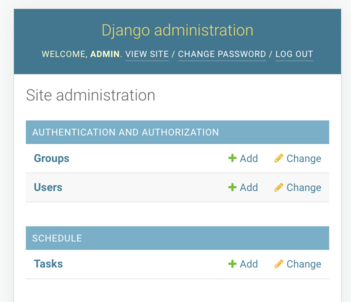 Django administration
WELCOME, ADMIN. VIEW SITE / CHANGE PASSWORD / LOG OUT
Site administration
AUTHENTICATION AND AUTHORIZATION
Groups Add Change
Users Add Change
SCHEDULE
Tasks Add Change